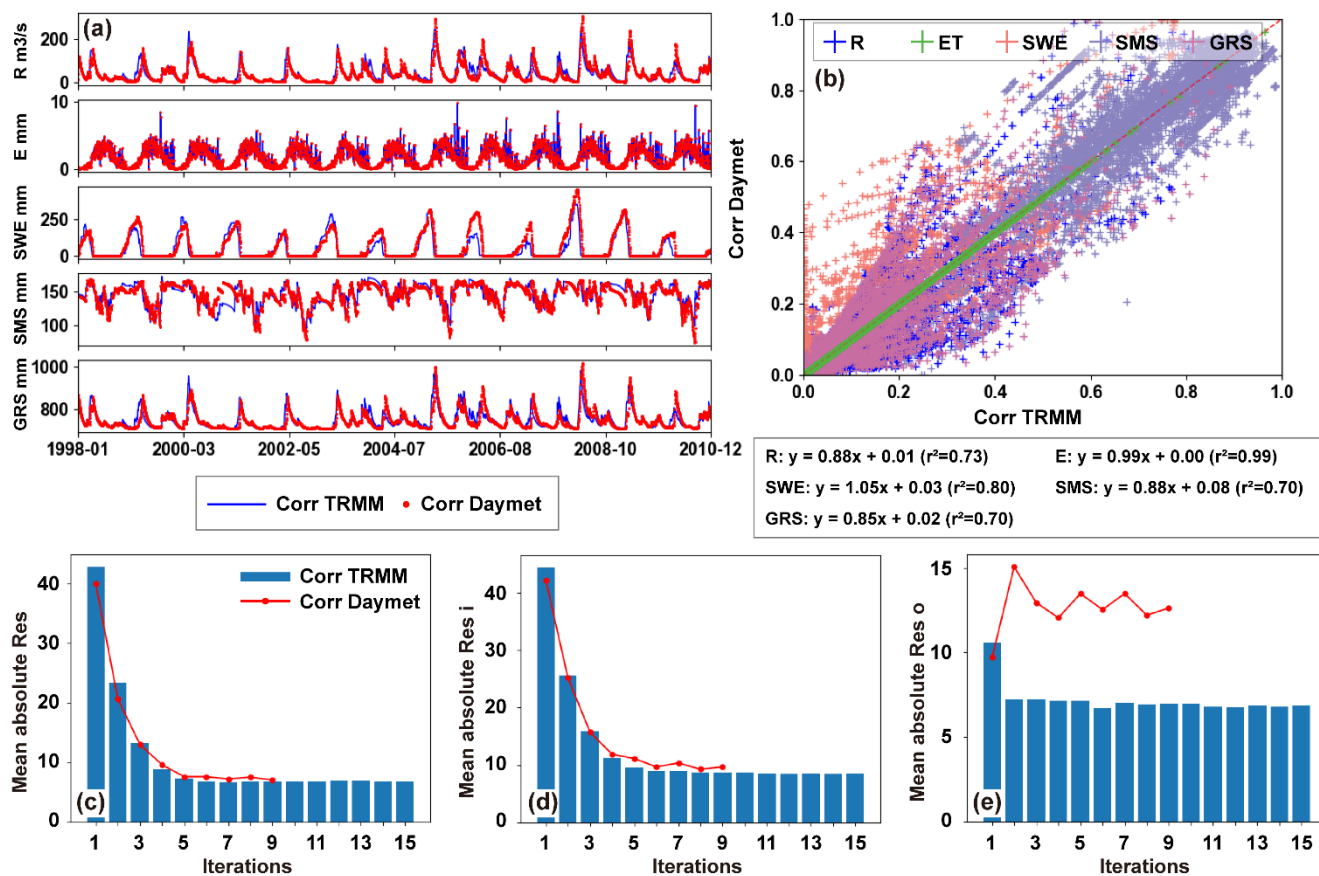 (a)
R m3/s
200
0
E mm
10
0
SWE mm
250
0
SMS mm
150
100
GRS mm
1000
800
1998-01 2000-03 2002-05 2004-07 2006-08 2008-10 2010-12
Corr TRMM Corr Daymet
(b)
R ET SWE SMS GRS
Corr Daymet
1.0
0.8
0.6
0.4
0.2
0.0
0.0 0.2 0.4 0.6 0.8 1.0
Corr TRMM
R: y = 0.88x + 0.01 (r²=0.73) E: y = 0.99x + 0.00 (r²=0.99)
SWE: y = 1.05x + 0.03 (r²=0.80) SMS: y = 0.88x + 0.08 (r²=0.70)
GRS: y = 0.85x + 0.02 (r²=0.70)
Mean absolute Res
40
30
20
10
0
Corr TRMM
Corr Daymet
(c)
1 3 5 7 9 11 13 15
Iterations
Mean absolute Res i
40
30
20
10
0
(d)
1 3 5 7 9 11 13 15
Iterations
Mean absolute Res o
15
10
5
0
(e)
1 3 5 7 9 11 13 15
Iterations